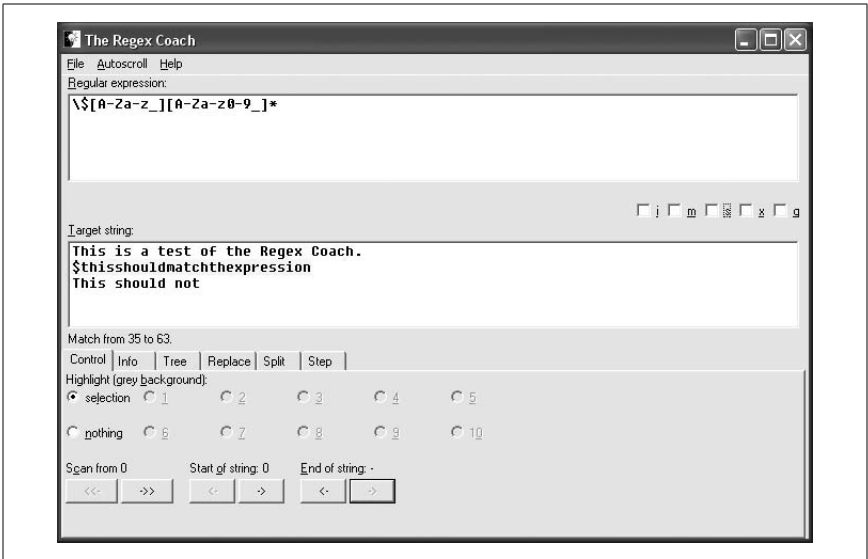 The Regex Coach
File Autoscroll Help
Regular expression:
\$[A-Za-z_][A-Za-z0-9_]*
i m s x g
Target string:
This is a test of the Regex Coach.
$thisshouldmatchthexpression
This should not
Match from 35 to 63.
Control Info Tree Replace Split Step
Highlight (grey background):
selection 1 2 3 4 5
nothing 6 7 8 9 10
Scan from 0 Start of string: 0 End of string: -
<<- ->> <- -> <- ->